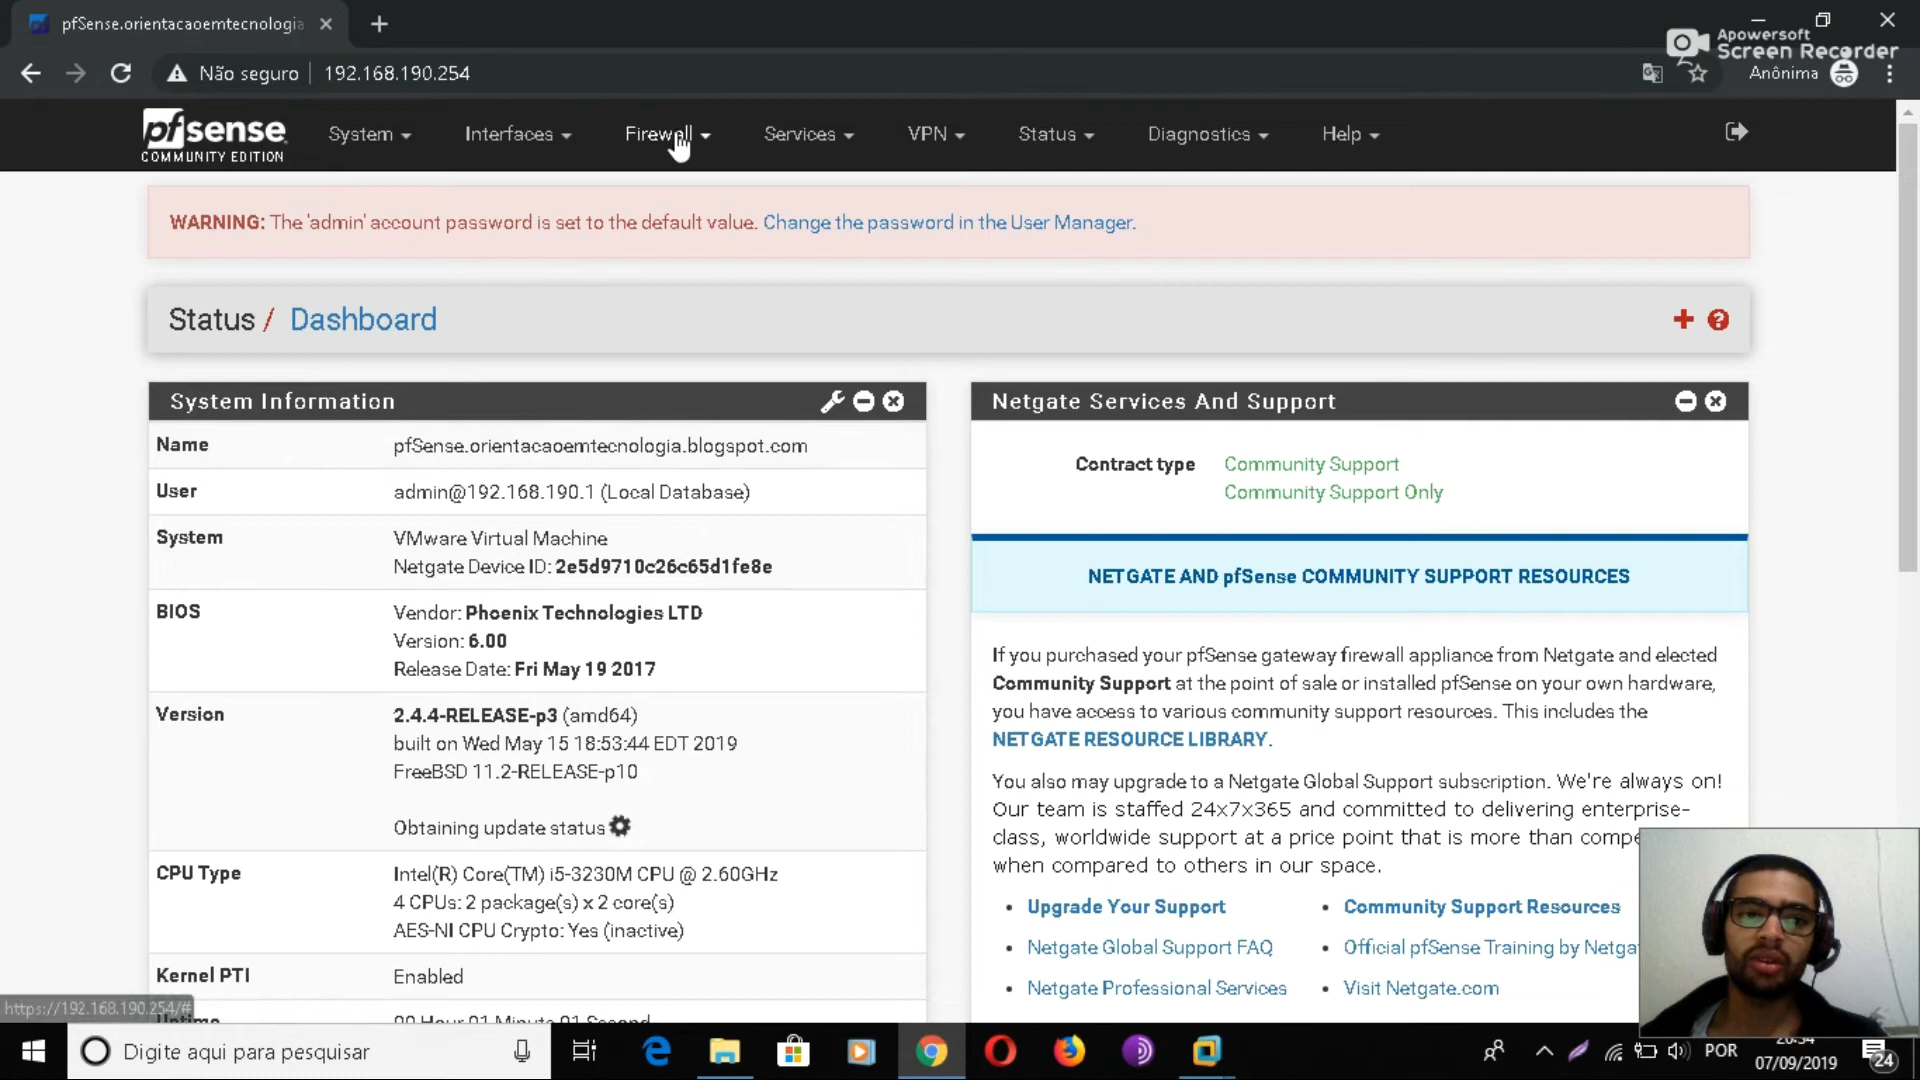 pfSense.orientacaoemtecnologia
Apowersoft
Screen Recorder
Não seguro
192.168.190.254
Anônima
pfsense
COMMUNITY EDITION
System
Interfaces
Firewall
Services
VPN
Status
Diagnostics
Help
WARNING: The 'admin' account password is set to the default value. Change the password in the User Manager.
Status / Dashboard
System Information
Name pfSense.orientacaoemtecnologia.blogspot.com
User admin@192.168.190.1 (Local Database)
System VMware Virtual Machine
Netgate Device ID: 2e5d9710c26c65d1fe8e
BIOS Vendor: Phoenix Technologies LTD
Version: 6.00
Release Date: Fri May 19 2017
Version 2.4.4-RELEASE-p3 (amd64)
built on Wed May 15 18:53:44 EDT 2019
FreeBSD 11.2-RELEASE-p10
Obtaining update status
CPU Type Intel(R) Core(TM) i5-3230M CPU @ 2.60GHz
4 CPUs: 2 package(s) x 2 core(s)
AES-NI CPU Crypto: Yes (inactive)
Kernel PTI Enabled
Uptime 00 Hour 01 Minute 01 Second
Netgate Services And Support
Contract type Community Support
Community Support Only
NETGATE AND pfSense COMMUNITY SUPPORT RESOURCES
If you purchased your pfSense gateway firewall appliance from Netgate and elected
Community Support at the point of sale or installed pfSense on your own hardware,
you have access to various community support resources. This includes the
NETGATE RESOURCE LIBRARY.
You also may upgrade to a Netgate Global Support subscription. We're always on!
Our team is staffed 24x7x365 and committed to delivering enterprise-
class, worldwide support at a price point that is more than compe
when compared to others in our space.
• Upgrade Your Support
• Community Support Resources
• Netgate Global Support FAQ
• Official pfSense Training by Netga
• Netgate Professional Services
• Visit Netgate.com
https://192.168.190.254/#
Digite aqui para pesquisar
POR
07/09/2019
24